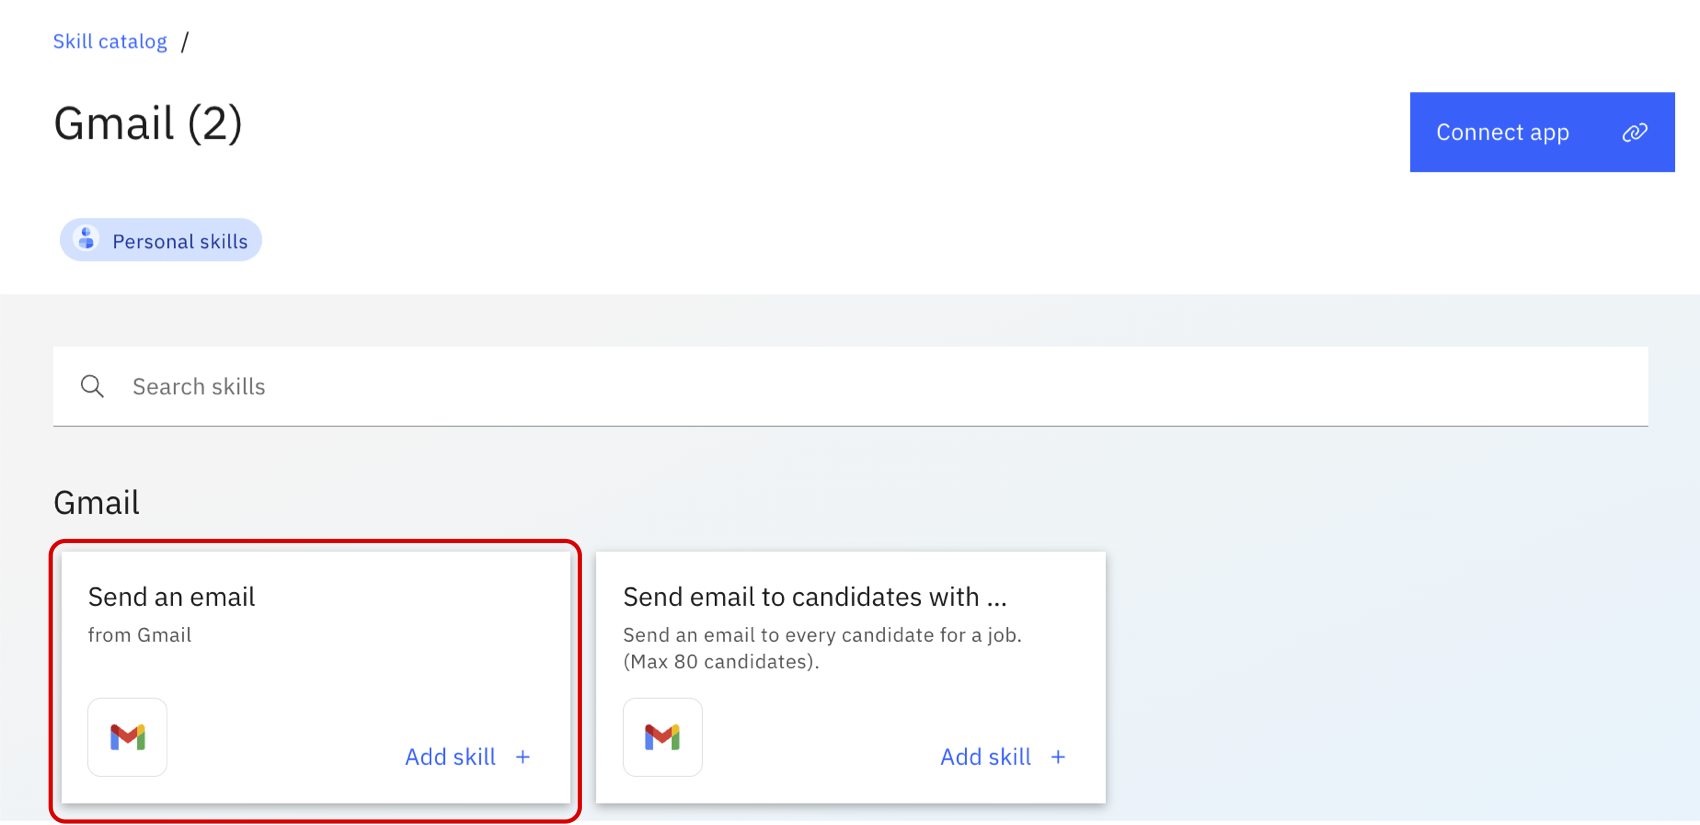 Skill catalog /
Gmail (2)
Connect app
Personal skills
Search skills
Gmail
Send an email
from Gmail
Add skill +
Send email to candidates with ...
Send an email to every candidate for a job.
(Max 80 candidates).
Add skill +